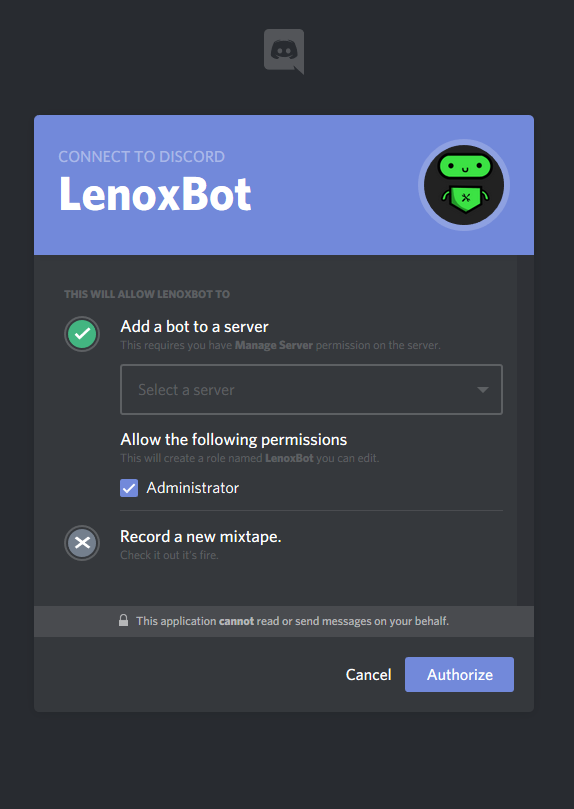 CONNECT TO DISCORD
LenoxBot
THIS WILL ALLOW LENOXBOT TO
Add a bot to a server
This requires you have Manage Server permission on the server.
Select a server
Allow the following permissions
This will create a role named LenoxBot you can edit.
Administrator
Record a new mixtape.
Check it out it's fire.
This application cannot read or send messages on your behalf.
Cancel
Authorize